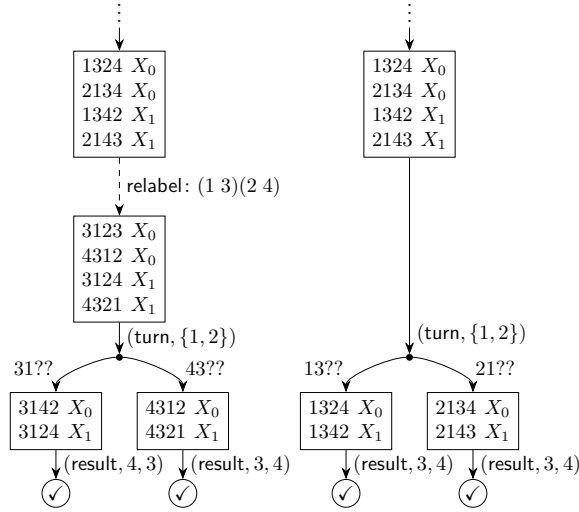 ⋮
1324 X₀
2134 X₀
1342 X₁
2143 X₁
relabel: (1 3)(2 4)
3123 X₀
4312 X₀
3124 X₁
4321 X₁
(turn, {1, 2})
31??
43??
3142 X₀
3124 X₁
4312 X₀
4321 X₁
(result, 4, 3)
(result, 3, 4)
✓
✓
⋮
1324 X₀
2134 X₀
1342 X₁
2143 X₁
(turn, {1, 2})
13??
21??
1324 X₀
1342 X₁
2134 X₀
2143 X₁
(result, 3, 4)
(result, 3, 4)
✓
✓